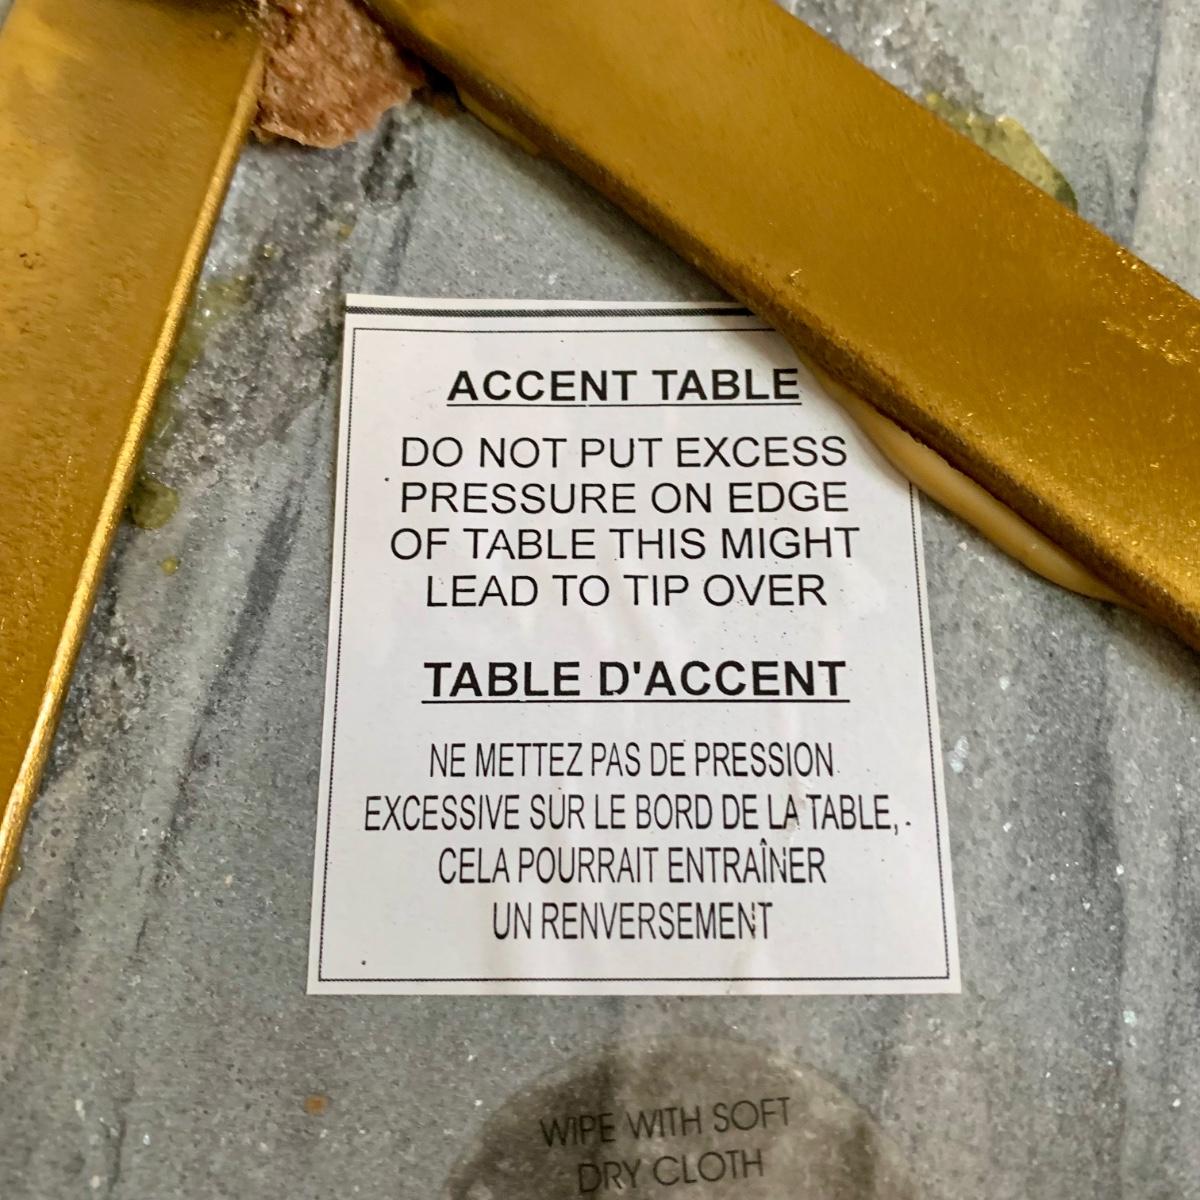 ACCENT TABLE
DO NOT PUT EXCESS
PRESSURE ON EDGE
OF TABLE THIS MIGHT
LEAD TO TIP OVER
TABLE D'ACCENT
NE METTEZ PAS DE PRESSION
EXCESSIVE SUR LE BORD DE LA TABLE,
CELA POURRAIT ENTRAÎNER
UN RENVERSEMENT
WIPE WITH SOFT
DRY CLOTH